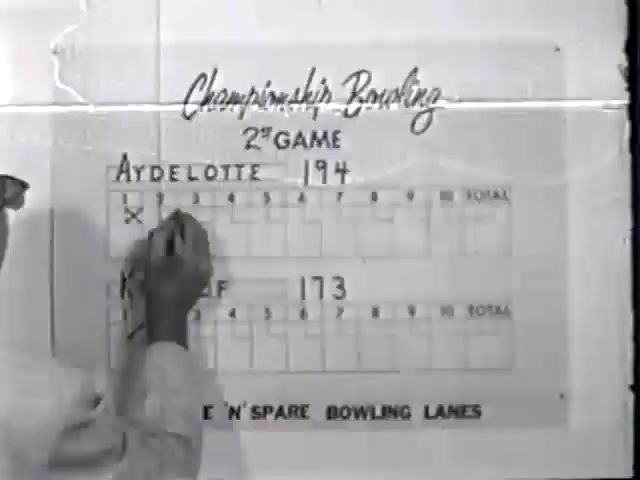 Championship Bowling
2ND GAME
AYDELOTTE 194
1 2 3 4 5 6 7 8 9 10 TOTAL
X
173
1 3 4 5 6 7 8 9 10 TOTAL
'N' SPARE BOWLING LANES